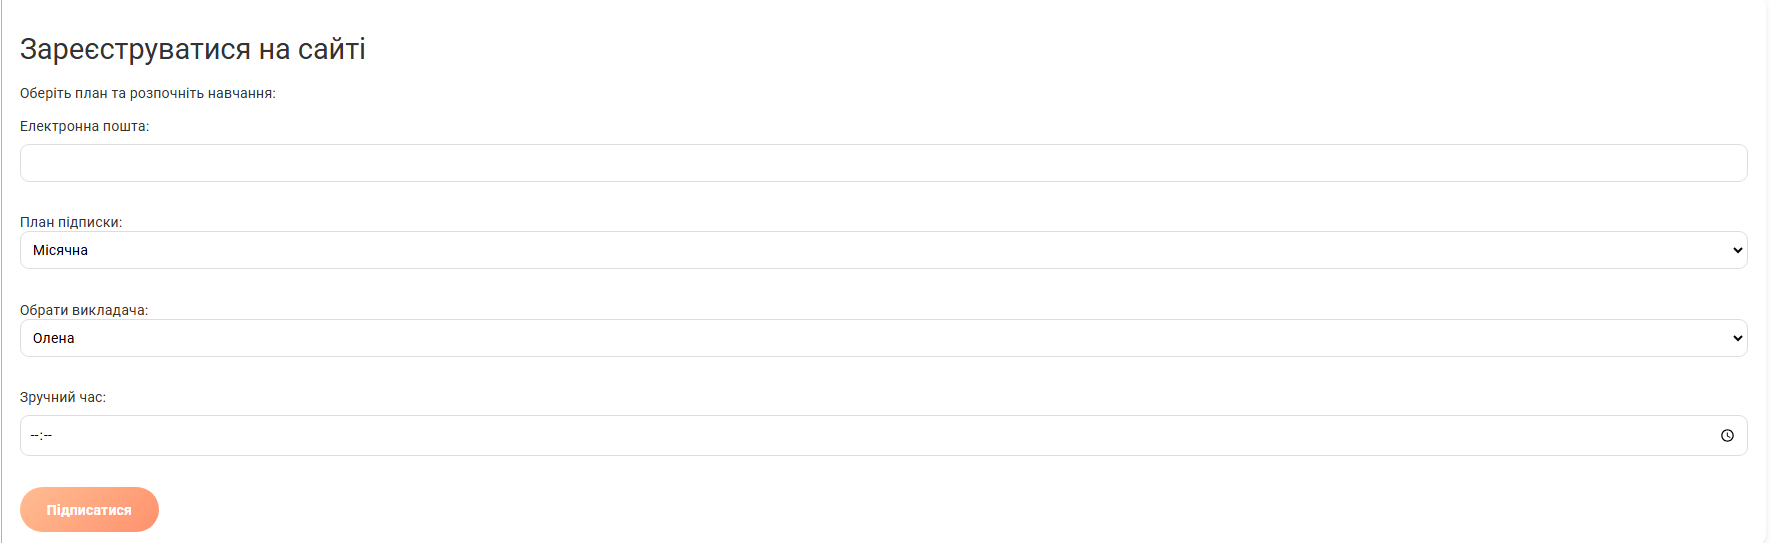 Зареєструватися на сайті
Оберіть план та розпочніть навчання:
Електронна пошта:
План підписки:
Місячна
Обрати викладача:
Олена
Зручний час:
--:--
Підписатися